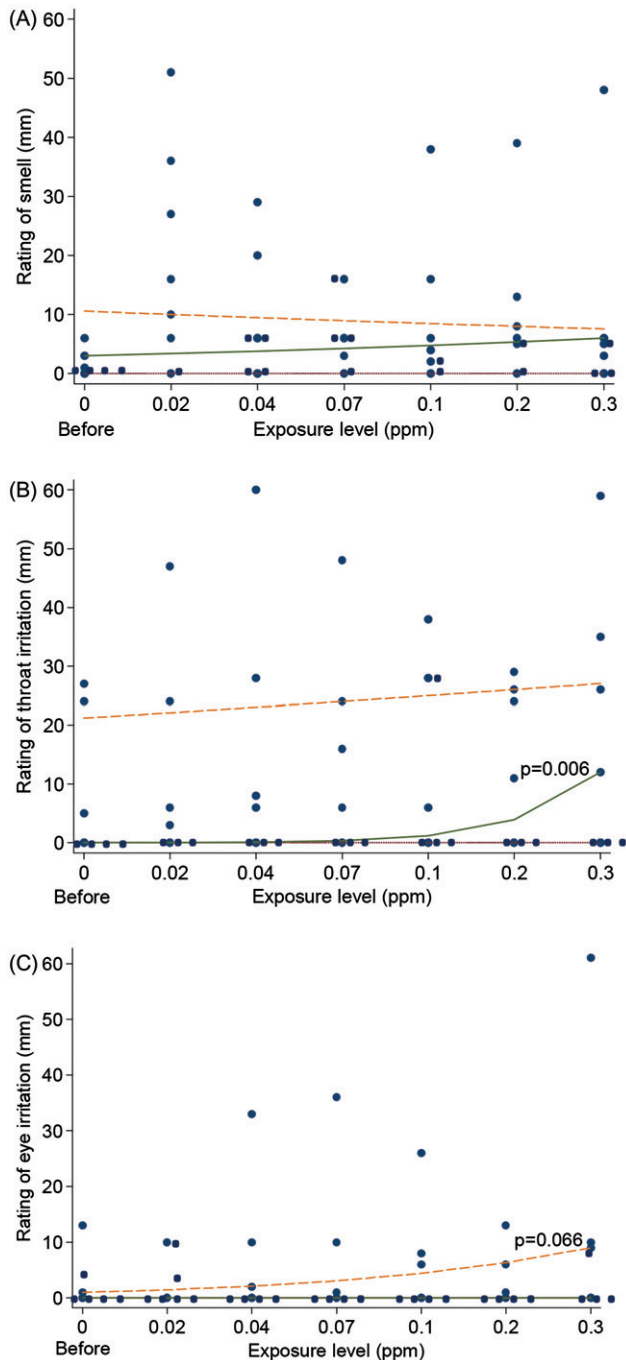 (A)
60
50
40
30
20
10
0
Rating of smell (mm)
0 0.02 0.04 0.07 0.1 0.2 0.3
Before Exposure level (ppm)
(B)
60
50
40
30
20
10
0
Rating of throat irritation (mm)
p=0.006
0 0.02 0.04 0.07 0.1 0.2 0.3
Before Exposure level (ppm)
(C)
60
50
40
30
20
10
0
Rating of eye irritation (mm)
p=0.066
0 0.02 0.04 0.07 0.1 0.2 0.3
Before Exposure level (ppm)